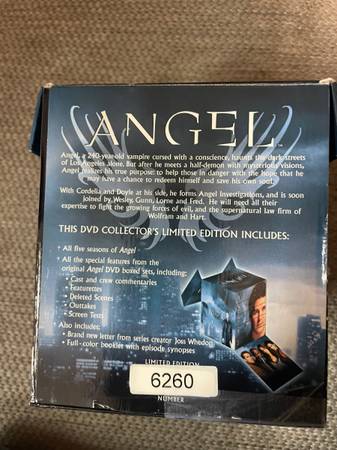 ANGEL™
Angel, a 240-year-old vampire cursed with a conscience, haunts the dark streets
of Los Angeles alone. But after he meets a half-demon with mysterious visions,
Angel realizes his true purpose: to help those in danger with the hope that he
may have a chance to redeem himself and save his own soul.
With Cordelia and Doyle at his side, he forms Angel Investigations, and is soon
joined by Wesley, Gunn, Lorne and Fred. He will need all their
expertise to fight the growing forces of evil, and the supernatural law firm of
Wolfram and Hart.
THIS DVD COLLECTOR'S LIMITED EDITION INCLUDES:
• All five seasons of Angel
• All the special features from the
original Angel DVD boxed sets, including:
• Cast and crew commentaries
• Featurettes
• Deleted Scenes
• Outtakes
• Screen Tests
Also includes:
• Brand new letter from series creator Joss Whedon
• Full-color booklet with episode synopses
LIMITED EDITION
6260
NUMBER